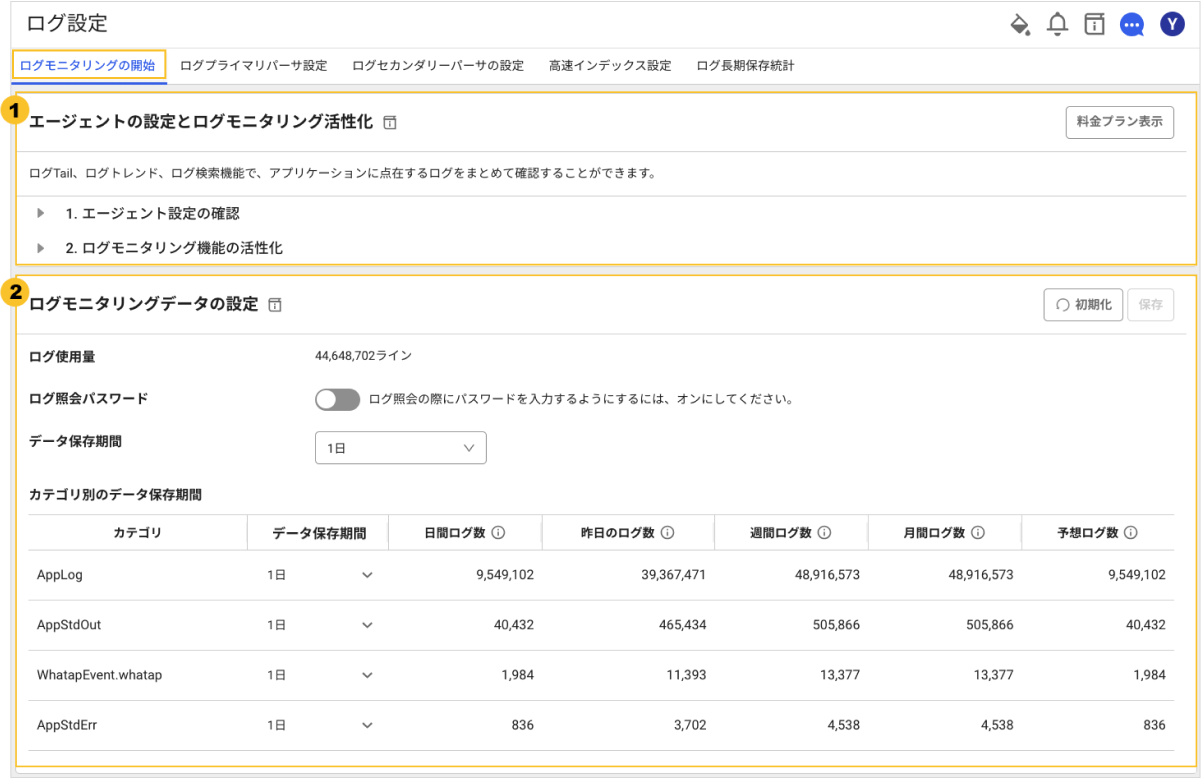 ログ設定
Y
ログモニタリングの開始 ログプライマリパーサ設定 ログセカンダリーパーサの設定 高速インデックス設定 ログ長期保存統計
1
エージェントの設定とログモニタリング活性化 料金プラン表示
ログTail、ログトレンド、ログ検索機能で、アプリケーションに点在するログをまとめて確認することができます。
1. エージェント設定の確認
2. ログモニタリング機能の活性化
2
ログモニタリングデータの設定 初期化 保存
ログ使用量 44,648,702ライン
ログ照会パスワード ログ照会の際にパスワードを入力するようにするには、オンにしてください。
データ保存期間 1日
カテゴリ別のデータ保存期間
カテゴリ データ保存期間 日間ログ数 昨日のログ数 週間ログ数 月間ログ数 予想ログ数
AppLog 1日 9,549,102 39,367,471 48,916,573 48,916,573 9,549,102
AppStdOut 1日 40,432 465,434 505,866 505,866 40,432
WhatapEvent.whatap 1日 1,984 11,393 13,377 13,377 1,984
AppStdErr 1日 836 3,702 4,538 4,538 836